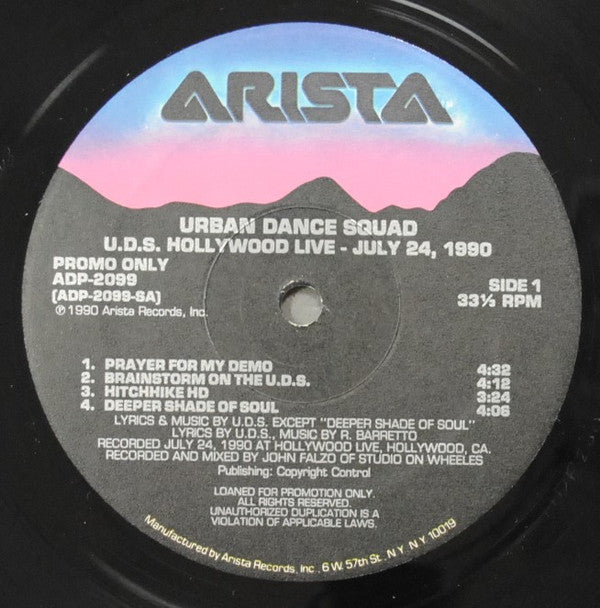 ARISTA
URBAN DANCE SQUAD
U.D.S. HOLLYWOOD LIVE - JULY 24, 1990
PROMO ONLY
ADP-2099
(ADP-2099-SA)
℗ 1990 Arista Records, Inc.
SIDE 1
33⅓ RPM
1. PRAYER FOR MY DEMO 4:32
2. BRAINSTORM ON THE U.D.S. 4:12
3. HITCHHIKE HD 3:24
4. DEEPER SHADE OF SOUL 4:06
LYRICS & MUSIC BY U.D.S. EXCEPT "DEEPER SHADE OF SOUL"
LYRICS BY U.D.S., MUSIC BY R. BARRETTO
RECORDED JULY 24, 1990 AT HOLLYWOOD LIVE, HOLLYWOOD, CA.
RECORDED AND MIXED BY JOHN FALZO OF STUDIO ON WHEELES
Publishing: Copyright Control
LOANED FOR PROMOTION ONLY.
ALL RIGHTS RESERVED.
UNAUTHORIZED DUPLICATION IS A
VIOLATION OF APPLICABLE LAWS.
Manufactured by Arista Records, Inc., 6 W. 57th St., N.Y. N.Y. 10019